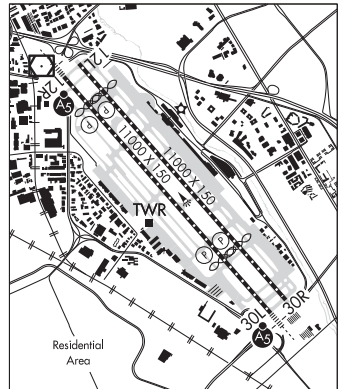 12L
12R
A5
P
P
11000 X 150
11000 X 150
TWR
P
P
30L
30R
A5
Residential
Area